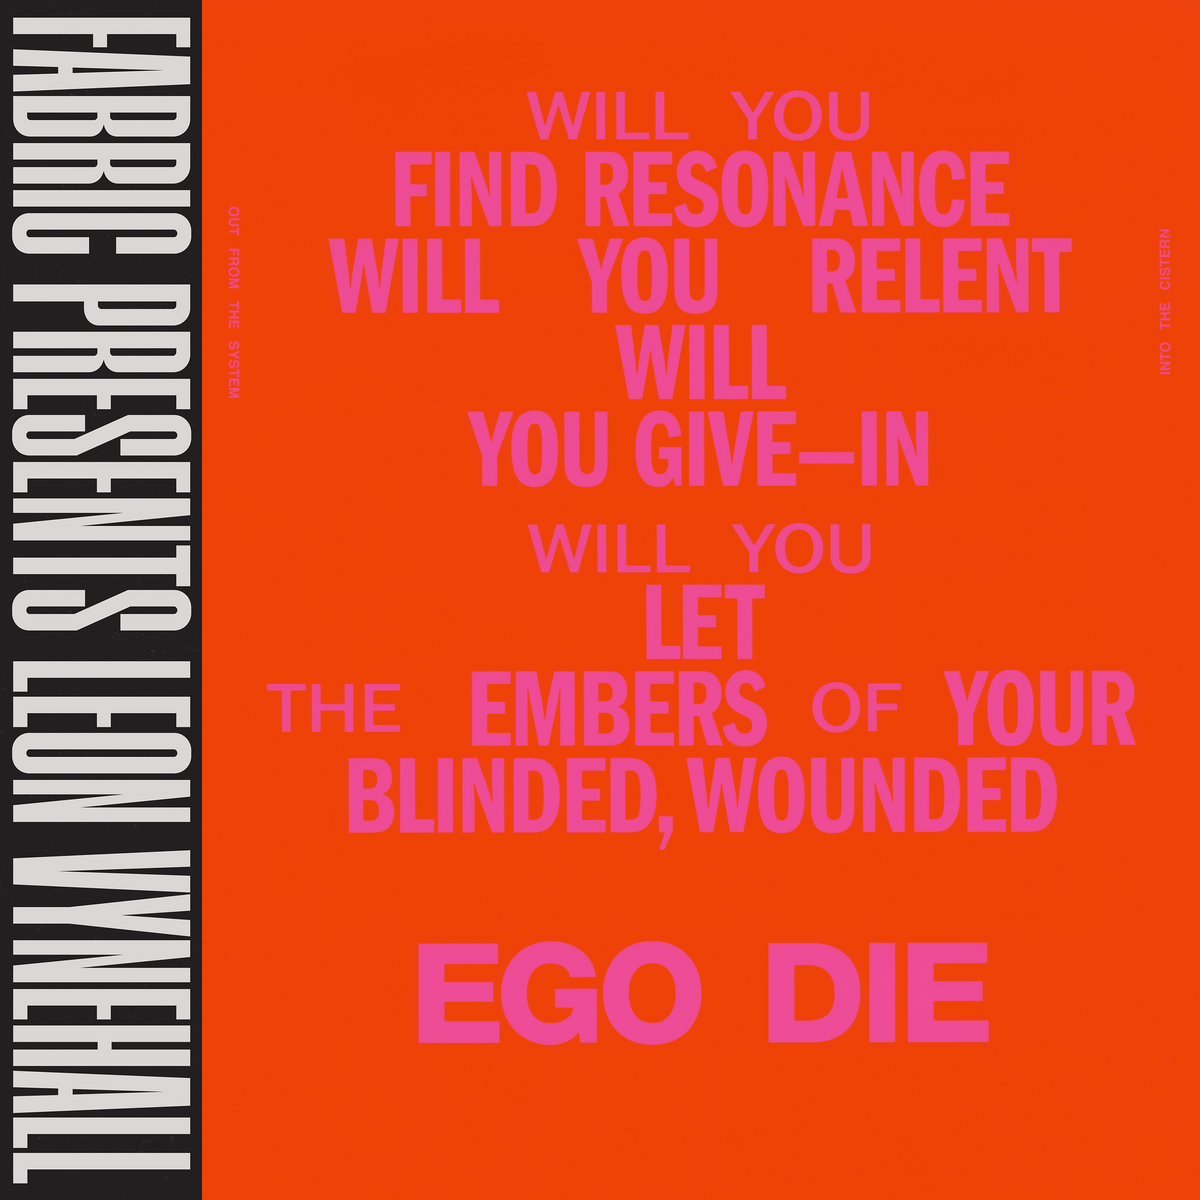 FABRIC PRESENTS LEON VYNEHALL
OUT FROM THE SYSTEM
WILL YOU
FIND RESONANCE
WILL YOU RELENT
WILL
YOU GIVE—IN
WILL YOU
LET
THE EMBERS OF YOUR
BLINDED, WOUNDED
EGO DIE
INTO THE CISTERN